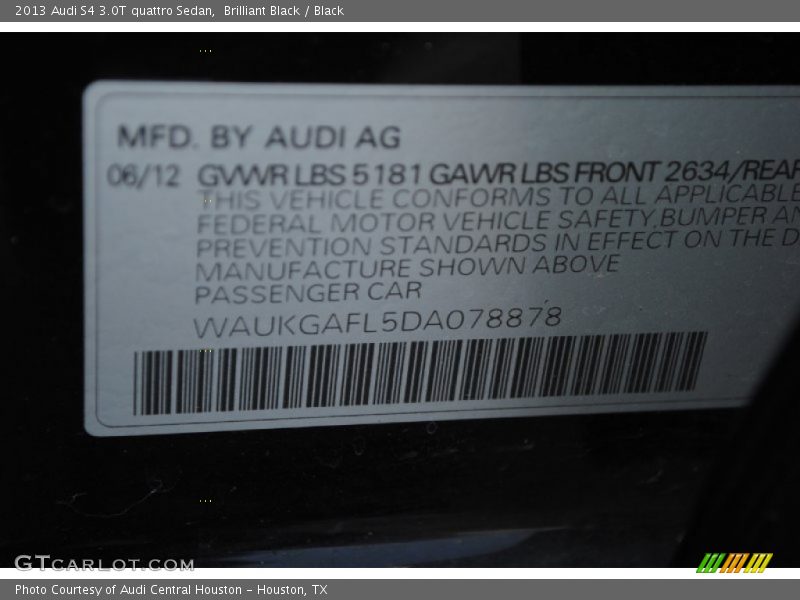 2013 Audi S4 3.0T quattro Sedan,  Brilliant Black / Black
MFD. BY AUDI AG
06/12 GVWR LBS 5181 GAWR LBS FRONT 2634/REAR
THIS VEHICLE CONFORMS TO ALL APPLICABLE
FEDERAL MOTOR VEHICLE SAFETY,BUMPER AN
PREVENTION STANDARDS IN EFFECT ON THE D
MANUFACTURE SHOWN ABOVE
PASSENGER CAR
WAUKGAFL5DA078878
GTcarlot.com
Photo Courtesy of Audi Central Houston - Houston, TX